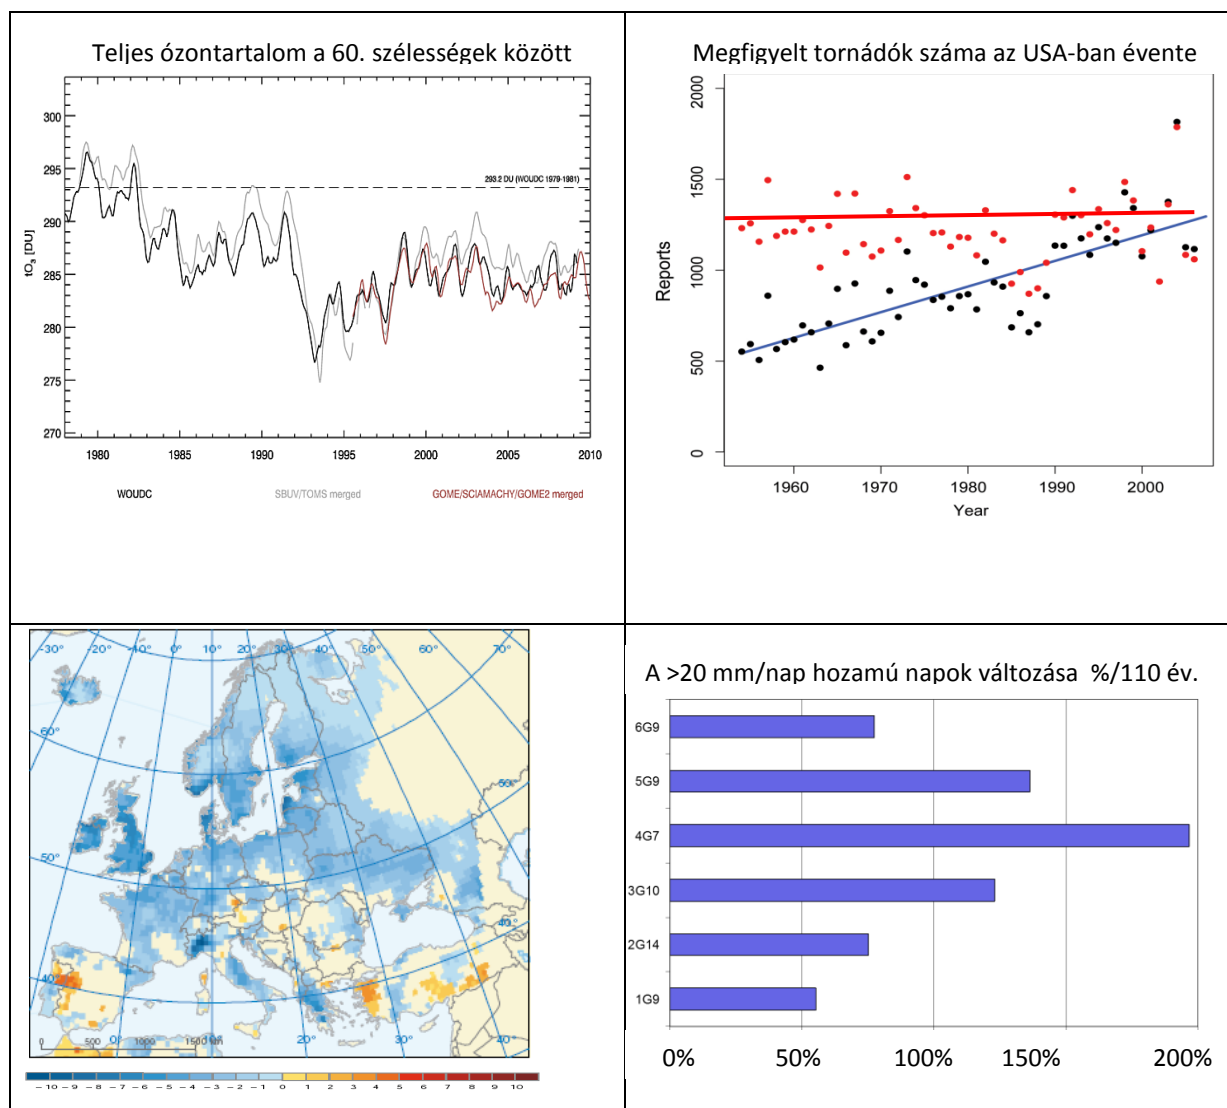 Teljes ózontartalom a 60. szélességek között
300
295
290
285
280
275
270
tO₃ [DU]
293.2 DU (WOUDC 1979-1981)
1980 1985 1990 1995 2000 2005 2010
WOUDC SBUV/TOMS merged GOME/SCIAMACHY/GOME2 merged
Megfigyelt tornádók száma az USA-ban évente
2000
1500
1000
500
0
Reports
1960 1970 1980 1990 2000
Year
-30° -20° -10° 0° 10° 20° 30° 40° 50° 60° 70°
60°
50°
40°
50°
40°
0 500 1000 1500 km
0° 10° 20° 30° 40°
-10 -9 -8 -7 -6 -5 -4 -3 -2 -1 0 1 2 3 4 5 6 7 8 9 10
A >20 mm/nap hozamú napok változása %/110 év.
6G9
5G9
4G7
3G10
2G14
1G9
0% 50% 100% 150% 200%